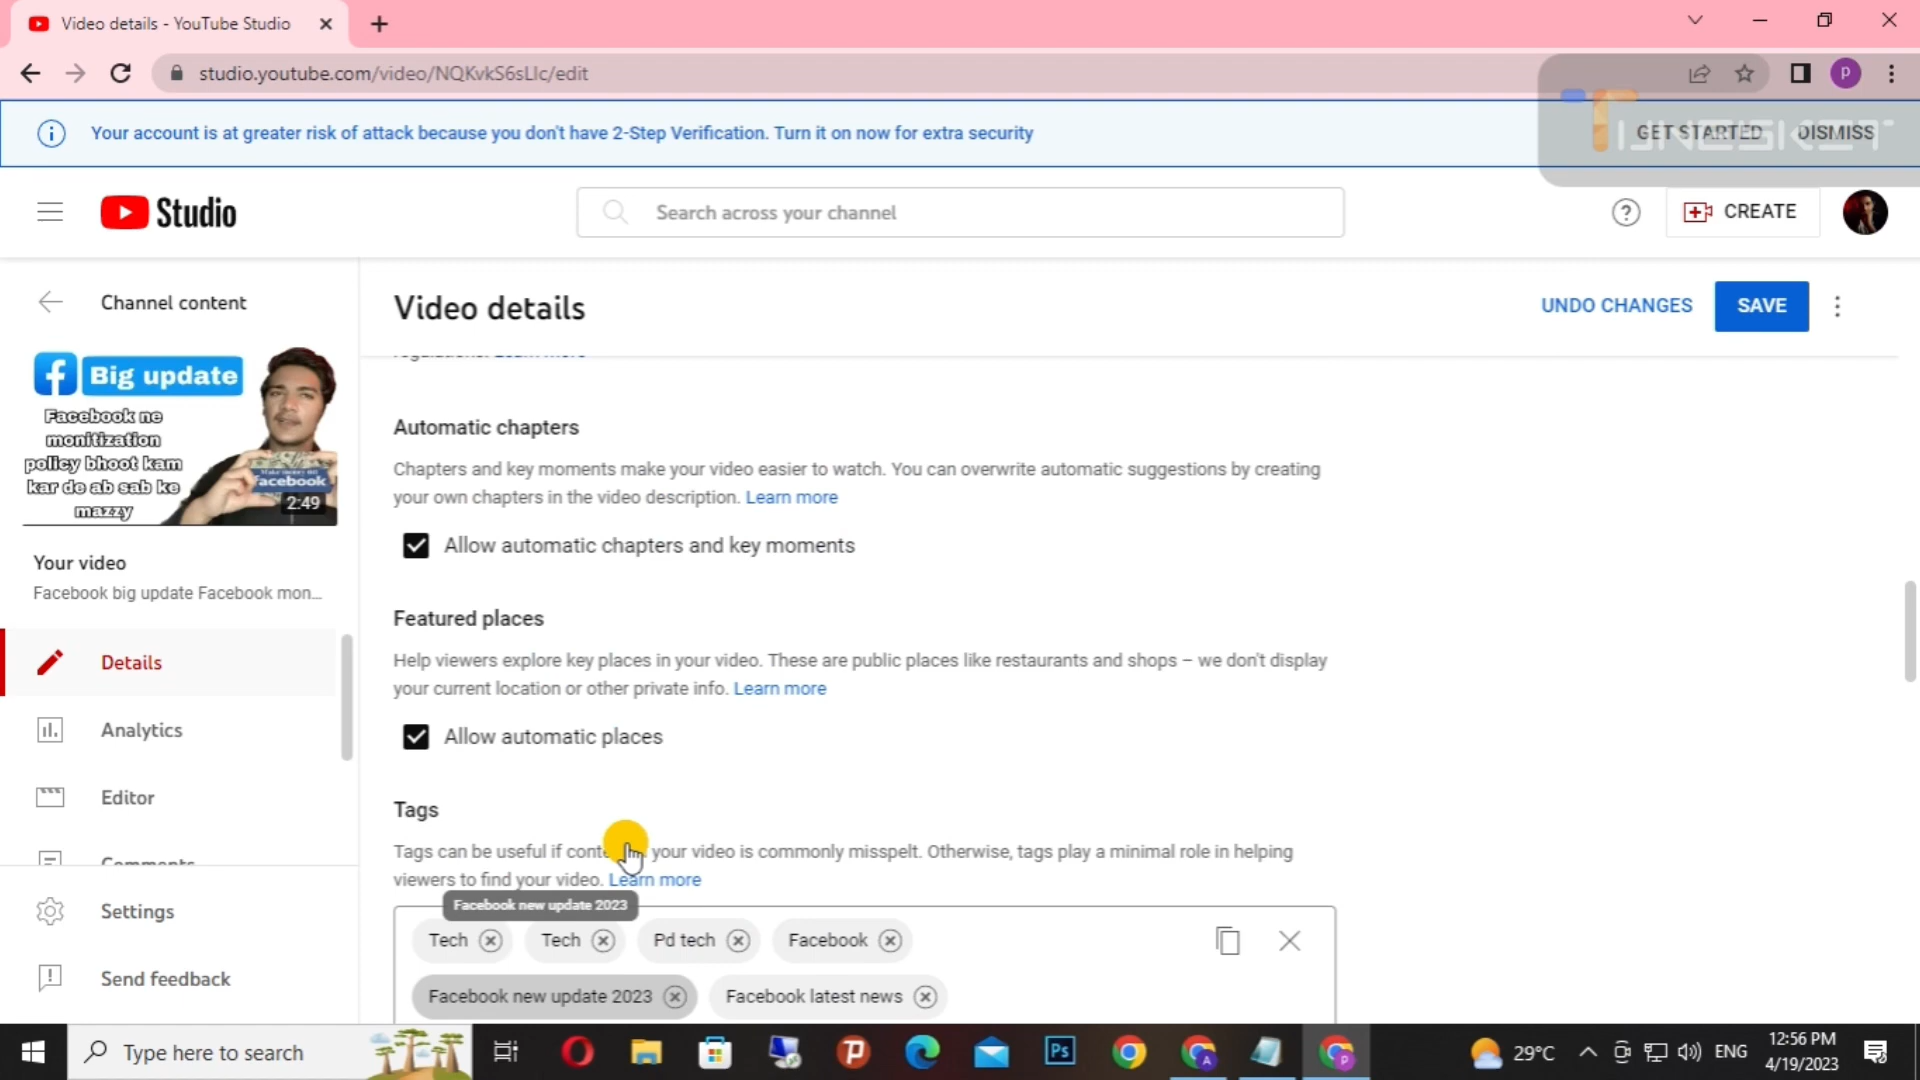 Video details - YouTube Studio
studio.youtube.com/video/NQKvkS6sLlc/edit
P
Your account is at greater risk of attack because you don't have 2-Step Verification. Turn it on now for extra security
GET STARTED
DISMISS
TUNESKET
Studio
Search across your channel
CREATE
Channel content
Video details
UNDO CHANGES
SAVE
Big update
Facebook ne
monitization
policy bhoot kam
kar de ab sab ke
mazzy
facebook
2:49
Your video
Facebook big update Facebook mon...
Details
Analytics
Editor
Comments
Settings
Send feedback
Learn more
Automatic chapters
Chapters and key moments make your video easier to watch. You can overwrite automatic suggestions by creating
your own chapters in the video description. Learn more
Allow automatic chapters and key moments
Featured places
Help viewers explore key places in your video. These are public places like restaurants and shops – we don't display
your current location or other private info. Learn more
Allow automatic places
Tags
Tags can be useful if conte your video is commonly misspelt. Otherwise, tags play a minimal role in helping
viewers to find your video. Learn more
Facebook new update 2023
Tech
Tech
Pd tech
Facebook
Facebook new update 2023
Facebook latest news
Type here to search
Ps
A
P
29°C
ENG
12:56 PM
4/19/2023